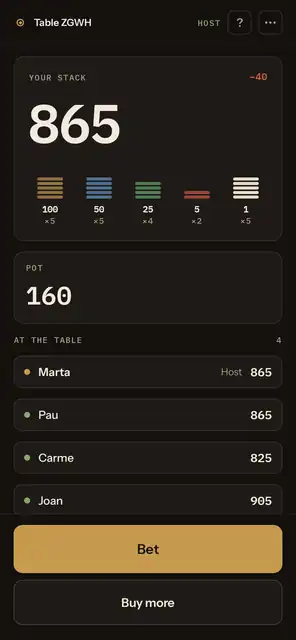 Table ZGWH
HOST
?
YOUR STACK
−40
865
100 50 25 5 1
×5 ×5 ×4 ×2 ×5
POT
160
AT THE TABLE 4
Marta Host 865
Pau 865
Carme 825
Joan 905
Bet
Buy more